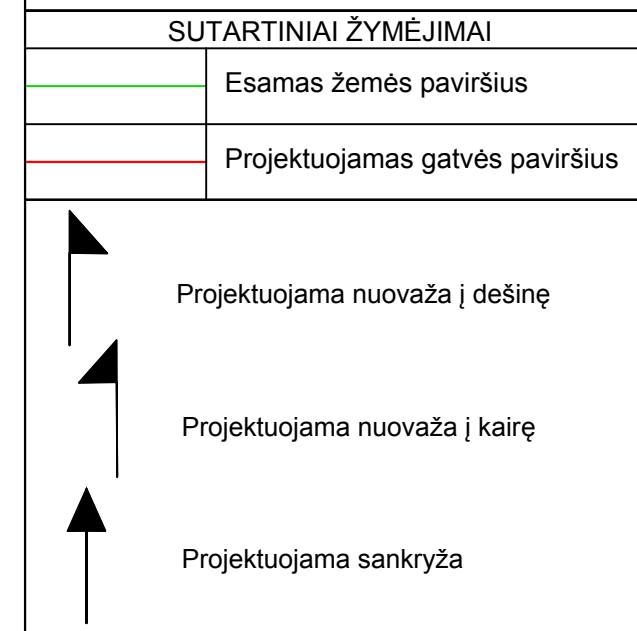 SUTARTINIAI ŽYMĖJIMAI
Esamas žemės paviršius
Projektuojamas gatvės paviršius
Projektuojama nuovaža į dešinę
Projektuojama nuovaža į kairę
Projektuojama sankryža